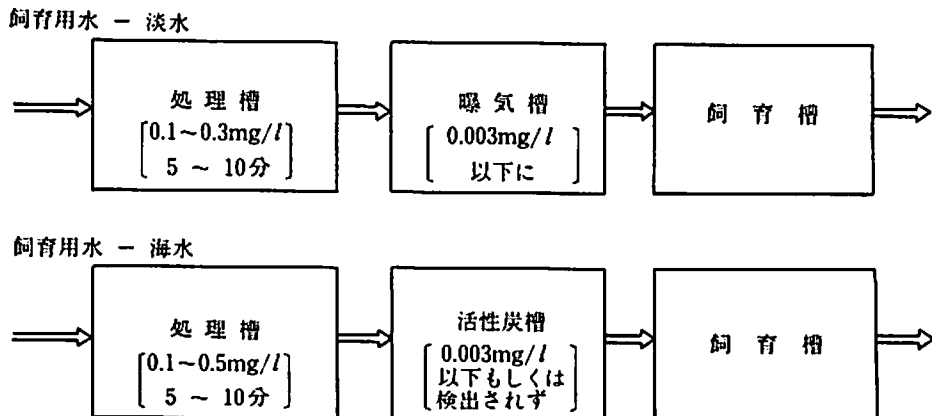 飼育用水 － 淡水
処理槽
0.1～0.3mg/l
5 ～ 10分
曝気槽
0.003mg/l
以下に
飼育槽
飼育用水 － 海水
処理槽
0.1～0.5mg/l
5 ～ 10分
活性炭槽
0.003mg/l
以下もしくは
検出されず
飼育槽